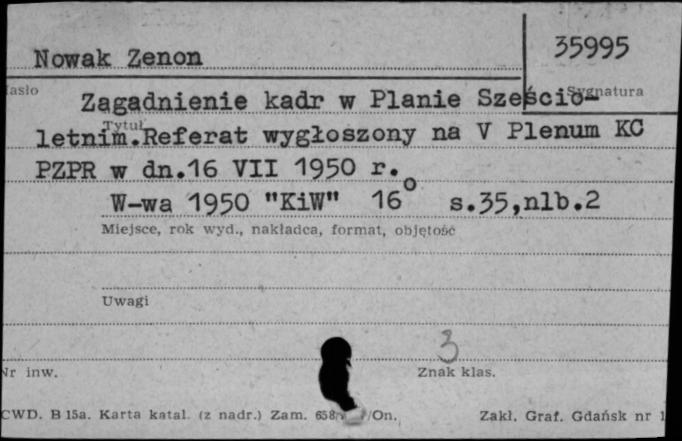 35995
Nowak Zenon
Sygnatura
Zagadnienie kadr w Planie Sześcio-
Tytuł
letnim.Referat wygłoszony na V Plenum KC
PZPR w dn.16 VII 1950 r.
W-wa 1950 "KiW" 16° s.35,nlb.2
Miejsce, rok wyd., nakładca, format, objętość
Uwagi
3
Nr inw.
Znak klas.
CWD. B 15a. Karta katal. (z nadr.) Zam. 658 /On.
Zakł. Graf. Gdańsk nr 1